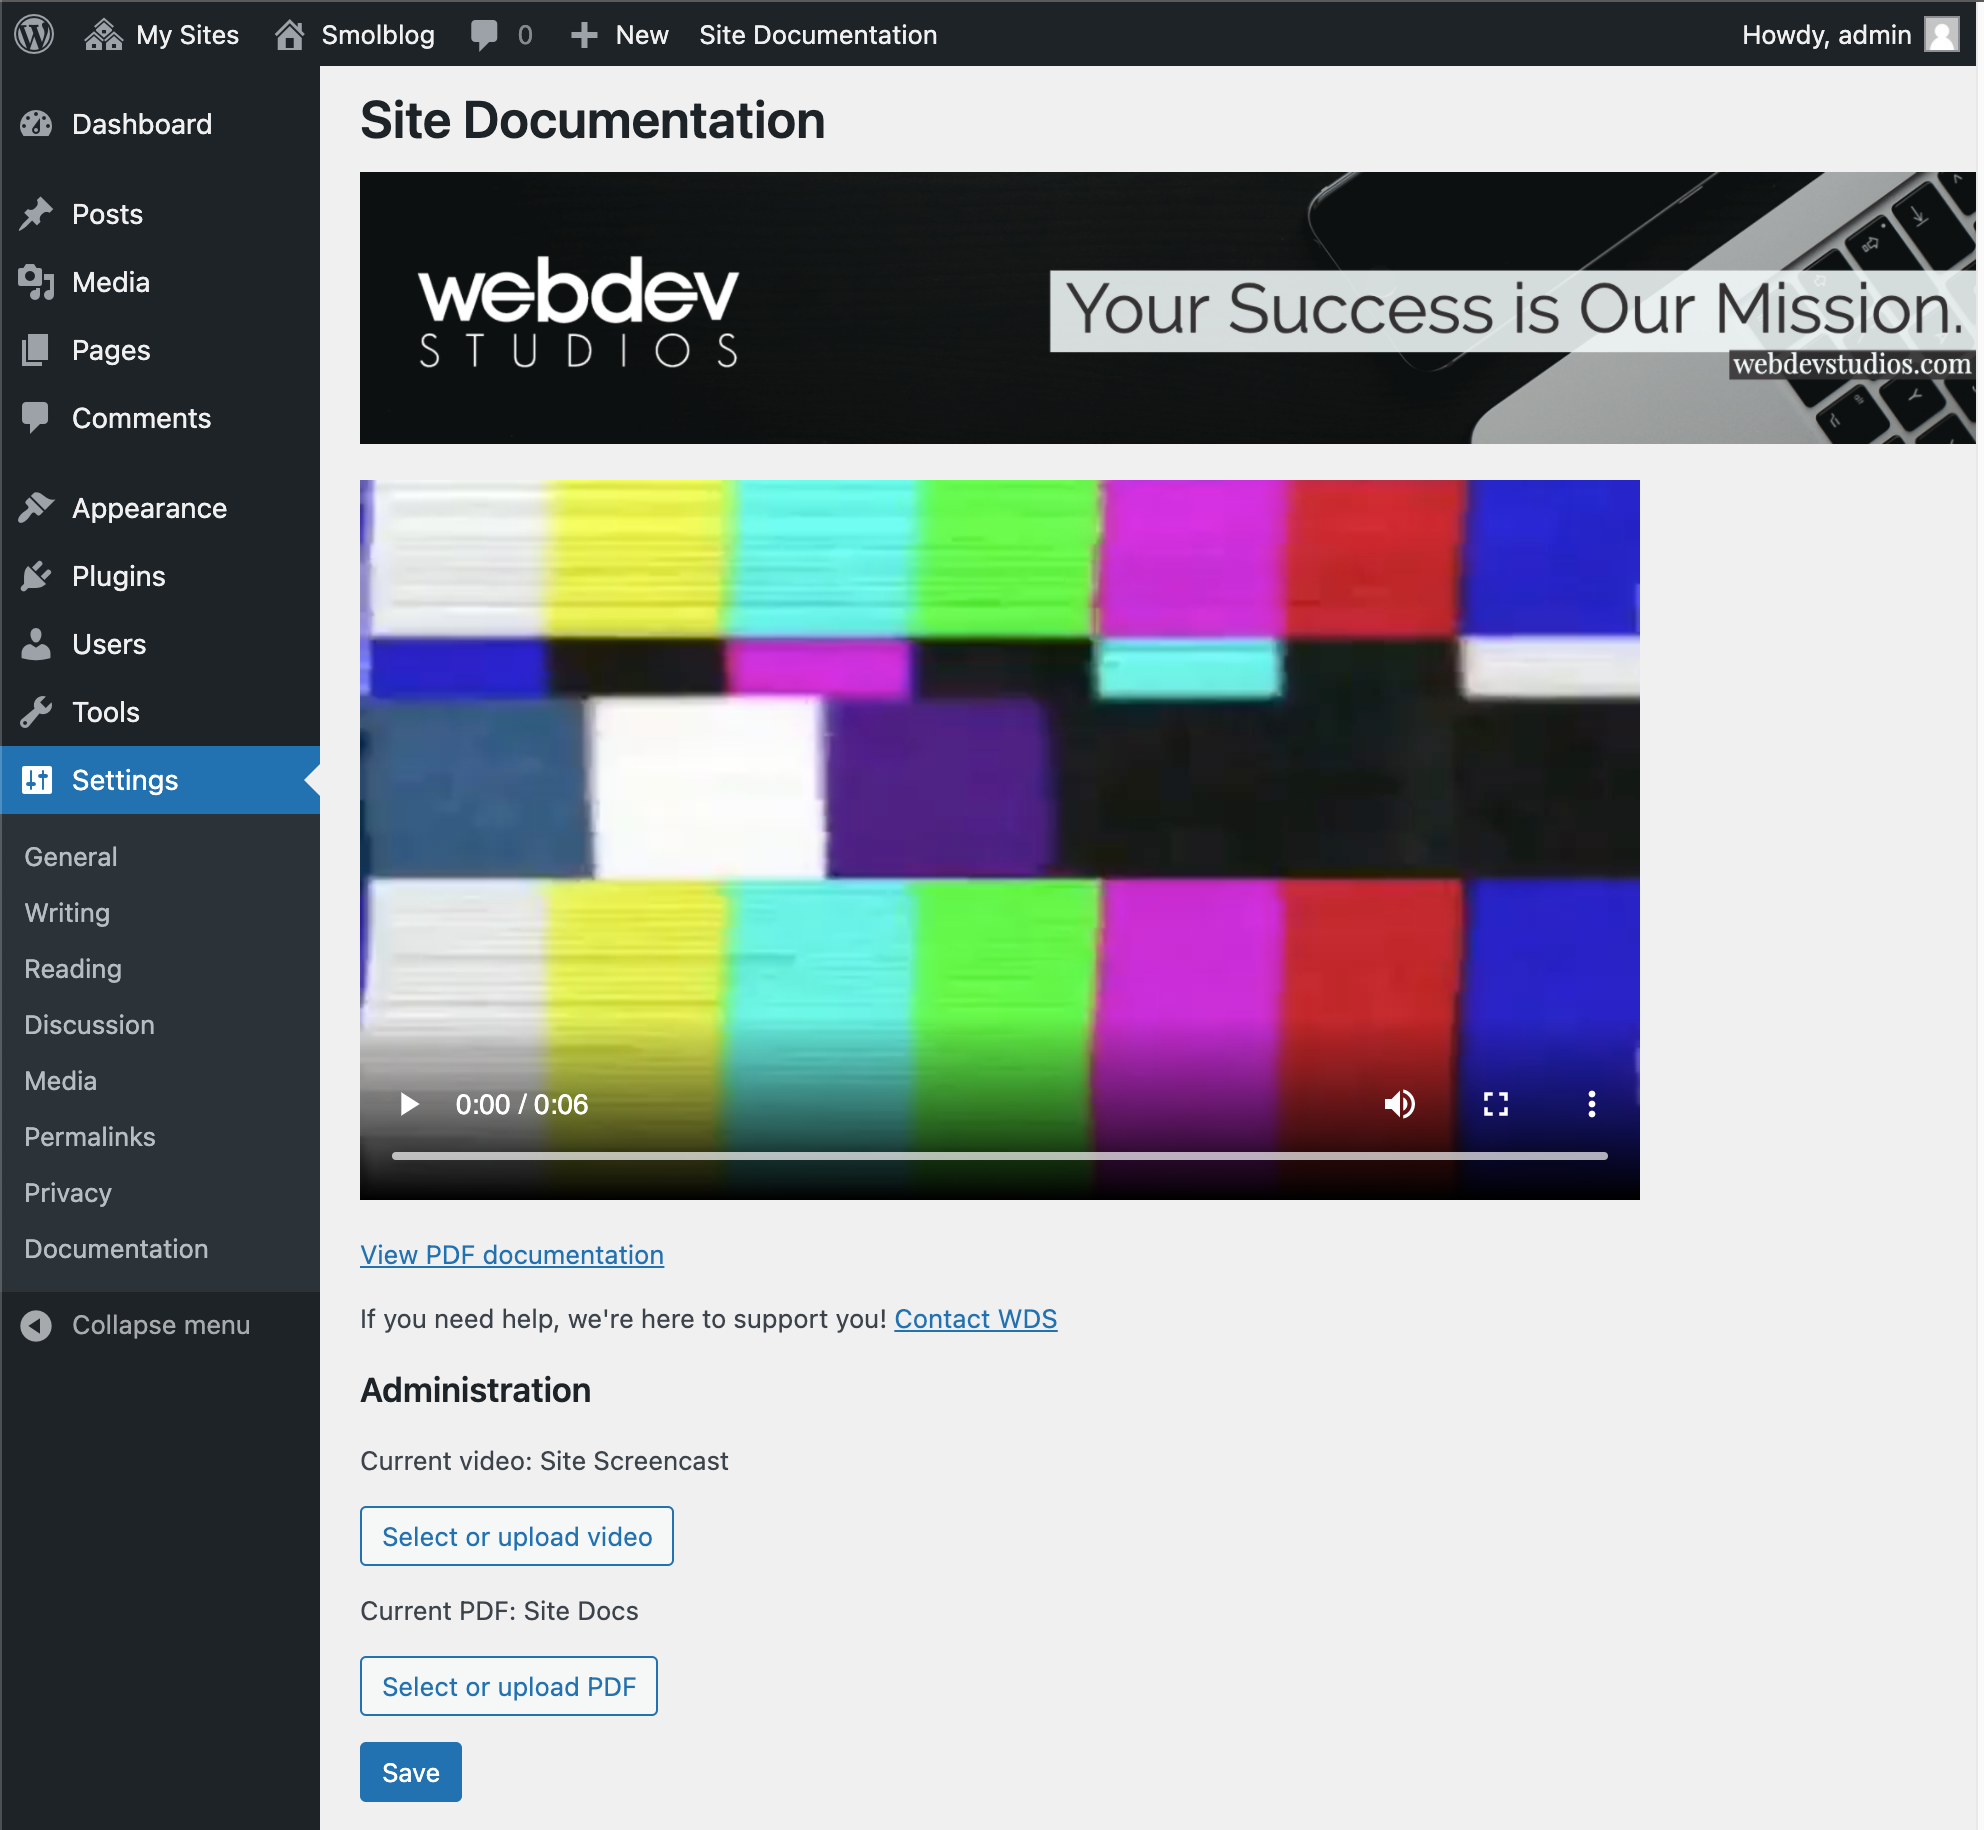 My Sites Smolblog 0 New Site Documentation Howdy, admin
Dashboard
Posts
Media
Pages
Comments
Appearance
Plugins
Users
Tools
Settings
General
Writing
Reading
Discussion
Media
Permalinks
Privacy
Documentation
Collapse menu
Site Documentation
webdev
STUDIOS
Your Success is Our Mission.
webdevstudios.com
0:00 / 0:06
View PDF documentation
If you need help, we're here to support you! Contact WDS
Administration
Current video: Site Screencast
Select or upload video
Current PDF: Site Docs
Select or upload PDF
Save